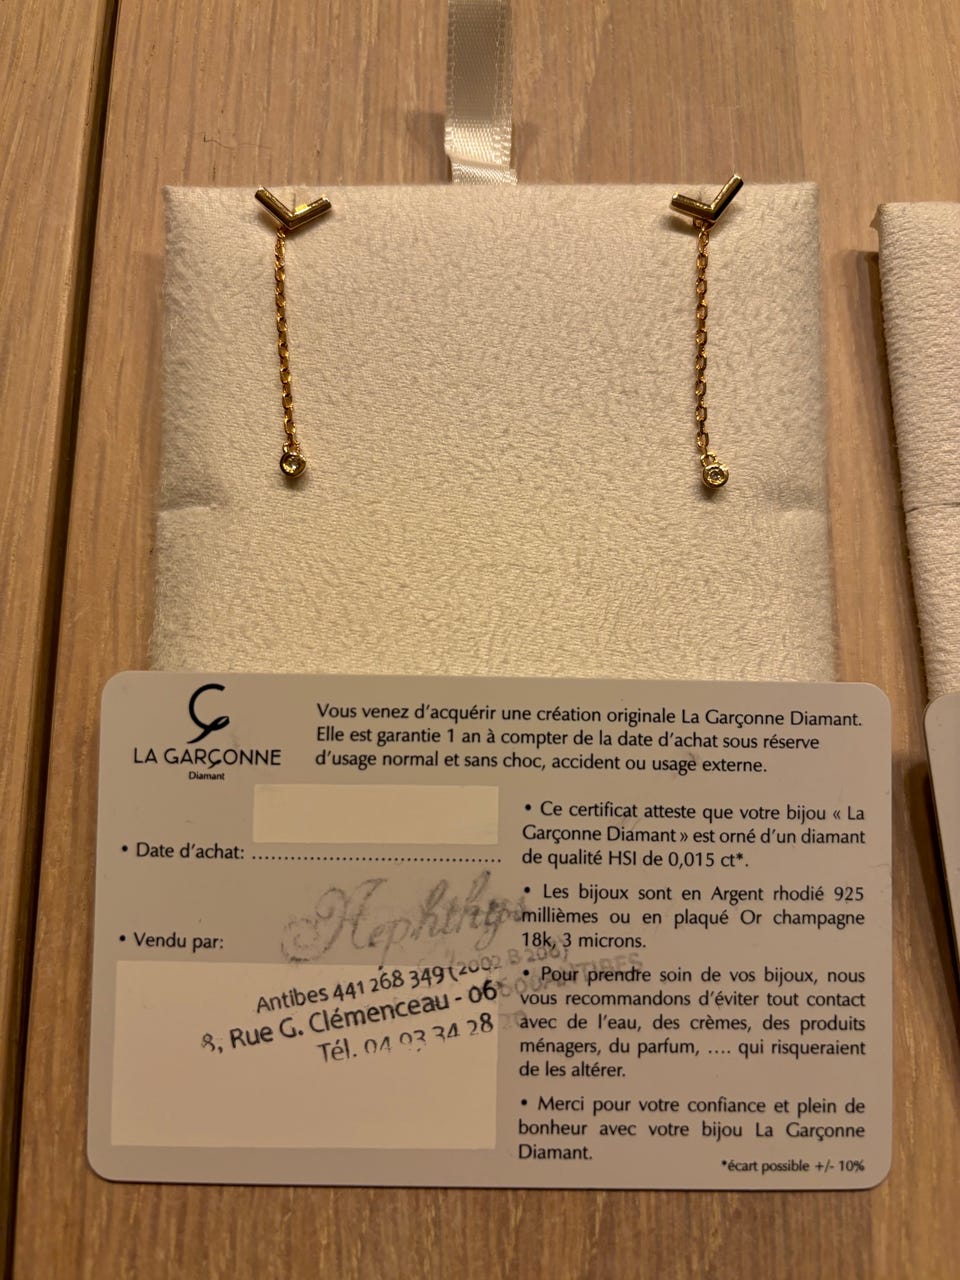 LA GARÇONNE
Diamant
Vous venez d’acquérir une création originale La Garçonne Diamant.
Elle est garantie 1 an à compter de la date d’achat sous réserve
d’usage normal et sans choc, accident ou usage externe.
• Date d’achat: ........................................
• Vendu par:
Hephthys
(2002 B 206)
Antibes 441 268 349
8, Rue G. Clémenceau - 06
Tél. 04 93 34 28
• Ce certificat atteste que votre bijou « La
Garçonne Diamant » est orné d’un diamant
de qualité HSI de 0,015 ct*.
• Les bijoux sont en Argent rhodié 925
millièmes ou en plaqué Or champagne
18k, 3 microns.
• Pour prendre soin de vos bijoux, nous
vous recommandons d’éviter tout contact
avec de l’eau, des crèmes, des produits
ménagers, du parfum, .... qui risqueraient
de les altérer.
• Merci pour votre confiance et plein de
bonheur avec votre bijou La Garçonne
Diamant.
*écart possible +/- 10%